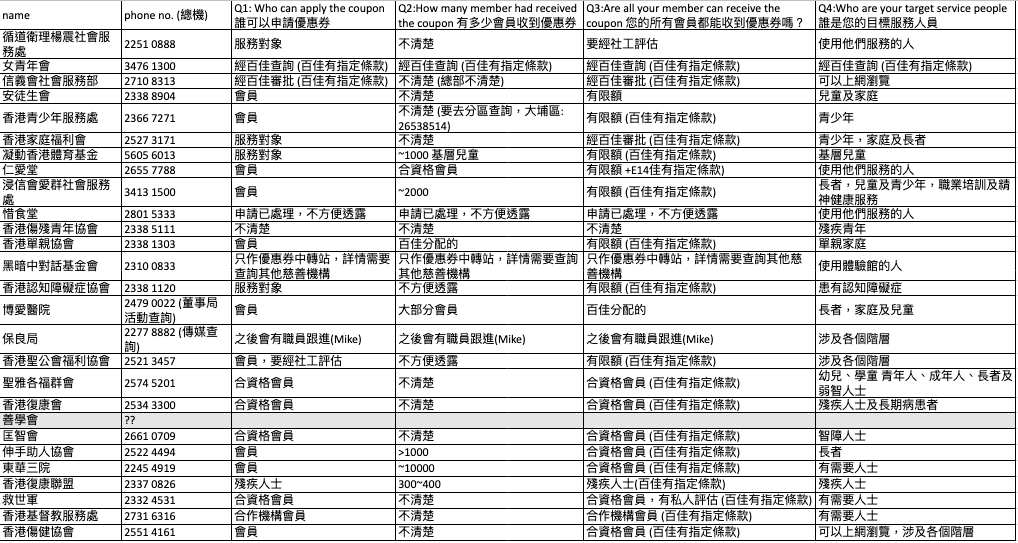 name	phone no. (總機)	Q1: Who can apply the coupon 誰可以申請優惠券	Q2:How many member had received the coupon 有多少會員收到優惠券	Q3:Are all your member can receive the coupon 您的所有會員都能收到優惠券嗎？	Q4:Who are your target service people 誰是您的目標服務人員
循道衛理楊震社會服務處	2251 0888	服務對象	不清楚	要經社工評估	使用他們服務的人
女青年會	3476 1300	經百佳查詢 (百佳有指定條款)	經百佳查詢 (百佳有指定條款)	經百佳查詢 (百佳有指定條款)	經百佳查詢 (百佳有指定條款)
信義會社會服務部	2710 8313	經百佳審批 (百佳有指定條款)	不清楚 (總部不清楚)	經百佳審批 (百佳有指定條款)	可以上網瀏覽
安徒生會	2338 8904	會員	不清楚	有限額	兒童及家庭
香港青少年服務處	2366 7271	會員	不清楚 (要去分區查詢，大埔區: 26538514)	有限額 (百佳有指定條款)	青少年
香港家庭福利會	2527 3171	服務對象	不清楚	經百佳審批 (百佳有指定條款)	青少年，家庭及長者
凝動香港體育基金	5605 6013	服務對象	~1000 基層兒童	有限額 (百佳有指定條款)	基層兒童
仁愛堂	2655 7788	會員	合資格會員	有限額 +E14佳有指定條款)	使用他們服務的人
浸信會愛群社會服務處	3413 1500	會員	~2000	有限額 (百佳有指定條款)	長者，兒童及青少年，職業培訓及精神健康服務
惜食堂	2801 5333	申請已處理，不方便透露	申請已處理，不方便透露	申請已處理，不方便透露	使用他們服務的人
香港傷殘青年協會	2338 5111	不清楚	不清楚	不清楚	殘疾青年
香港單親協會	2338 1303	會員	百佳分配的	有限額 (百佳有指定條款)	單親家庭
黑暗中對話基金會	2310 0833	只作優惠券中轉站，詳情需要查詢其他慈善機構	只作優惠券中轉站，詳情需要查詢其他慈善機構	只作優惠券中轉站，詳情需要查詢其他慈善機構	使用體驗館的人
香港認知障礙症協會	2338 1120	服務對象	不方便透露	有限額 (百佳有指定條款)	患有認知障礙症
博愛醫院	2479 0022 (董事局活動查詢)	會員	大部分會員	百佳分配的	長者，家庭及兒童
保良局	2277 8882 (傳媒查詢)	之後會有職員跟進(Mike)	之後會有職員跟進(Mike)	之後會有職員跟進(Mike)	涉及各個階層
香港聖公會福利協會	2521 3457	會員，要經社工評估	不方便透露	有限額 (百佳有指定條款)	涉及各個階層
聖雅各福群會	2574 5201	合資格會員	不清楚	合資格會員 (百佳有指定條款)	幼兒、學童 青年人、成年人、長者及弱智人士
香港復康會	2534 3300	合資格會員	不清楚	合資格會員 (百佳有指定條款)	殘疾人士及長期病患者
善學會	??
匡智會	2661 0709	合資格會員	不清楚	合資格會員 (百佳有指定條款)	智障人士
伸手助人協會	2522 4494	會員	>1000	合資格會員 (百佳有指定條款)	長者
東華三院	2245 4919	會員	~10000	合資格會員 (百佳有指定條款)	有需要人士
香港復康聯盟	2337 0826	殘疾人士	300~400	殘疾人士(百佳有指定條款)	殘疾人士
救世軍	2332 4531	合資格會員	不清楚	合資格會員，有私人評估 (百佳有指定條款)	有需要人士
香港基督教服務處	2731 6316	合作機構會員	不清楚	合作機構會員 (百佳有指定條款)	有需要人士
香港傷健協會	2551 4161	會員	不清楚	合資格會員 (百佳有指定條款)	可以上網瀏覽，涉及各個階層